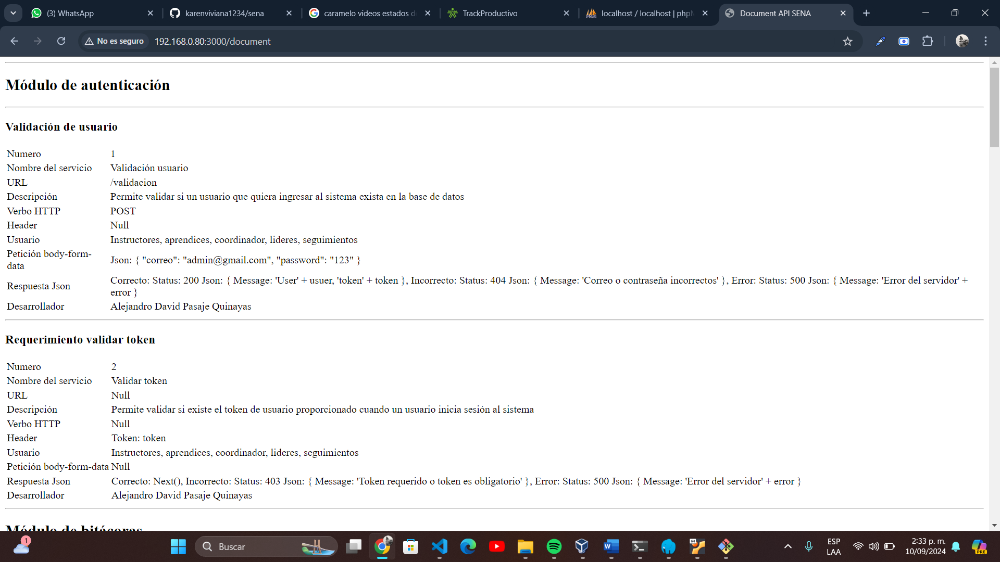 (3) WhatsApp
karenviviana1234/sena
caramelo videos estados d
TrackProductivo
localhost / localhost | php
Document API SENA
No es seguro
192.168.0.80:3000/document
Módulo de autenticación
Validación de usuario
Numero 1
Nombre del servicio Validación usuario
URL /validacion
Descripción Permite validar si un usuario que quiera ingresar al sistema exista en la base de datos
Verbo HTTP POST
Header Null
Usuario Instructores, aprendices, coordinador, lideres, seguimientos
Petición body-form-
data
Json: { "correo": "admin@gmail.com", "password": "123" }
Respuesta Json
Correcto: Status: 200 Json: { Message: 'User' + usuer, 'token' + token }, Incorrecto: Status: 404 Json: { Message: 'Correo o contraseña incorrectos' }, Error: Status: 500 Json: { Message: 'Error del servidor' +
error }
Desarrollador Alejandro David Pasaje Quinayas
Requerimiento validar token
Numero 2
Nombre del servicio Validar token
URL Null
Descripción Permite validar si existe el token de usuario proporcionado cuando un usuario inicia sesión al sistema
Verbo HTTP Null
Header Token: token
Usuario Instructores, aprendices, coordinador, lideres, seguimientos
Petición body-form-data Null
Respuesta Json Correcto: Next(), Incorrecto: Status: 403 Json: { Message: 'Token requerido o token es obligatorio' }, Error: Status: 500 Json: { Message: 'Error del servidor' + error }
Desarrollador Alejandro David Pasaje Quinayas
Módulo de bitácoras
1
Buscar
64
ESP
LAA
2:33 p. m.
10/09/2024
PRE